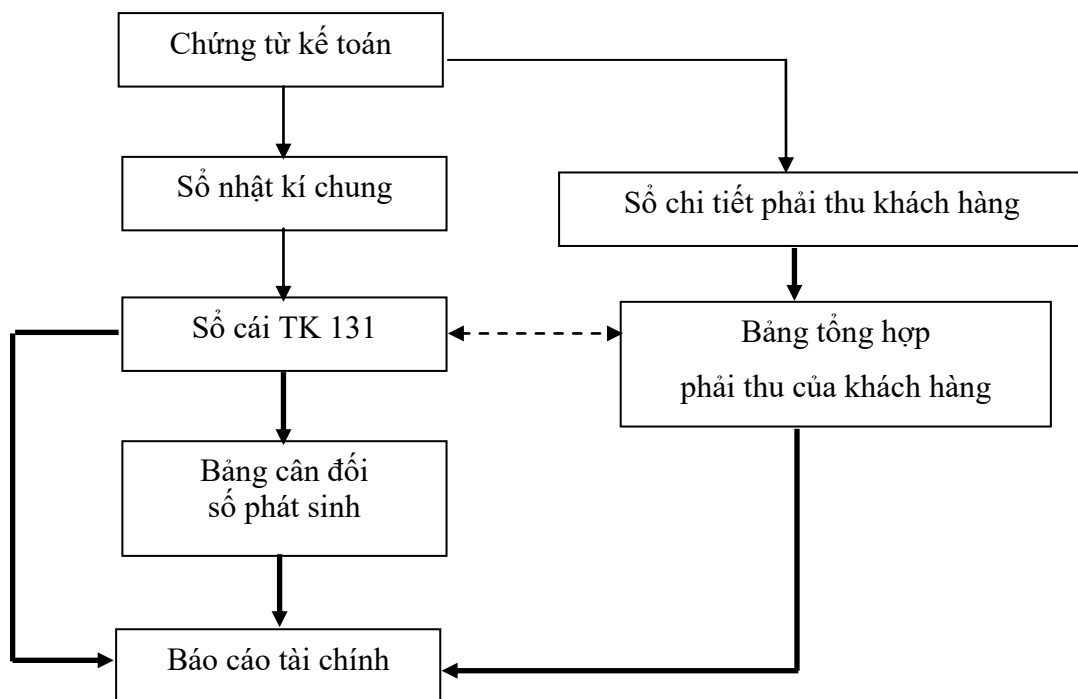 Chứng từ kế toán
Sổ nhật kí chung
Sổ chi tiết phải thu khách hàng
Sổ cái TK 131
Bảng tổng hợp
phải thu của khách hàng
Bảng cân đối
số phát sinh
Báo cáo tài chính